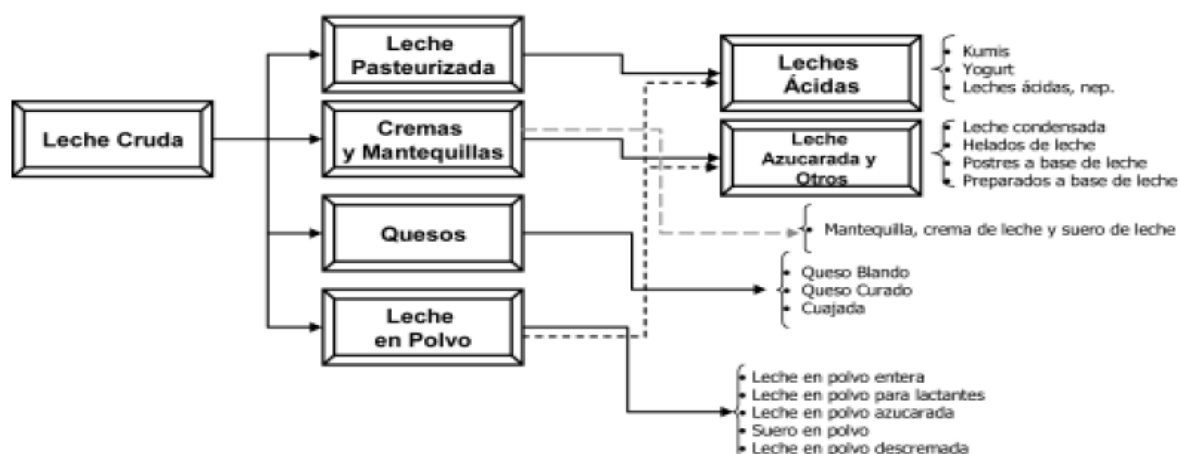 Leche Cruda
Leche
Pasteurizada
Cremas
y Mantequillas
Quesos
Leche
en Polvo
Leches
Ácidas
Leche
Azucarada y
Otros
• Kumis
• Yogurt
• Leches ácidas, nep.
• Leche condensada
• Helados de leche
• Postres a base de leche
• Preparados a base de leche
• Mantequilla, crema de leche y suero de leche
• Queso Blando
• Queso Curado
• Cuajada
• Leche en polvo entera
• Leche en polvo para lactantes
• Leche en polvo azucarada
• Suero en polvo
• Leche en polvo descremada